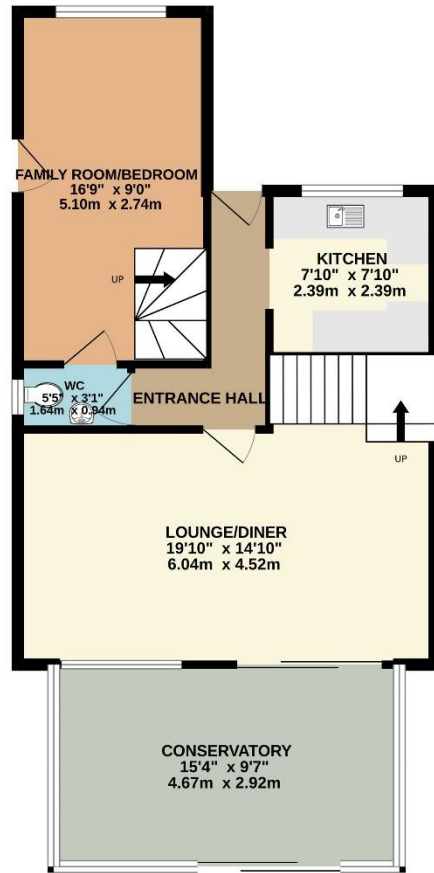 FAMILY ROOM/BEDROOM
16'9" x 9'0"
5.10m x 2.74m
UP
KITCHEN
7'10" x 7'10"
2.39m x 2.39m
WC
5'5" x 3'1"
1.64m x 0.94m
ENTRANCE HALL
UP
LOUNGE/DINER
19'10" x 14'10"
6.04m x 4.52m
CONSERVATORY
15'4" x 9'7"
4.67m x 2.92m